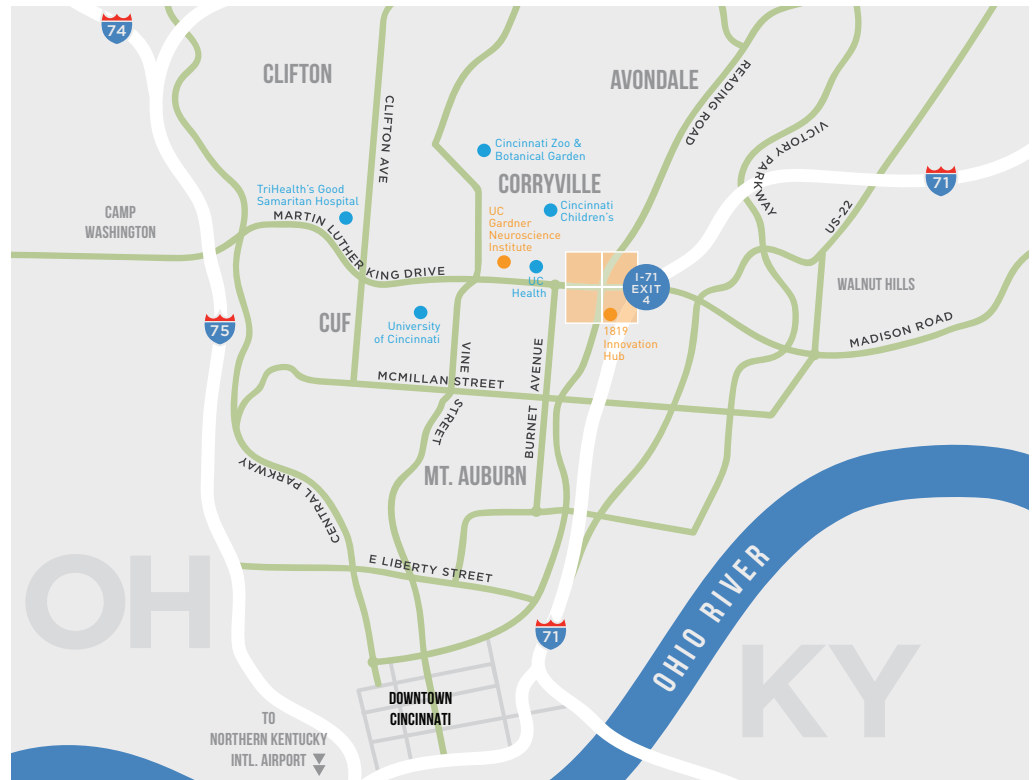 74
CLIFTON
AVONDALE
CLIFTON AVE
READING ROAD
VICTORY PARKWAY
Cincinnati Zoo &
Botanical Garden
CORRYVILLE
71
TriHealth's Good
Samaritan Hospital
CAMP
WASHINGTON
MARTIN LUTHER KING DRIVE
UC
Gardner
Neuroscience
Institute
Cincinnati
Children's
US-22
UC
Health
I-71
EXIT
4
WALNUT HILLS
75
CUF
University
of Cincinnati
1819
Innovation
Hub
MADISON ROAD
VINE STREET
MCMILLAN STREET
BURNET AVENUE
MT. AUBURN
CENTRAL PARKWAY
E LIBERTY STREET
OH
OHIO RIVER
71
KY
DOWNTOWN
CINCINNATI
TO
NORTHERN KENTUCKY
INTL. AIRPORT